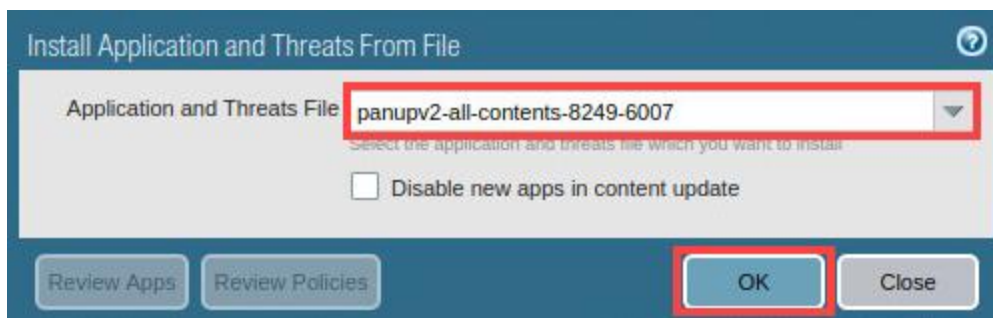 Install Application and Threats From File
Application and Threats File panupv2-all-contents-8249-6007
Select the application and threats file which you want to install
Disable new apps in content update
Review Apps Review Policies OK Close